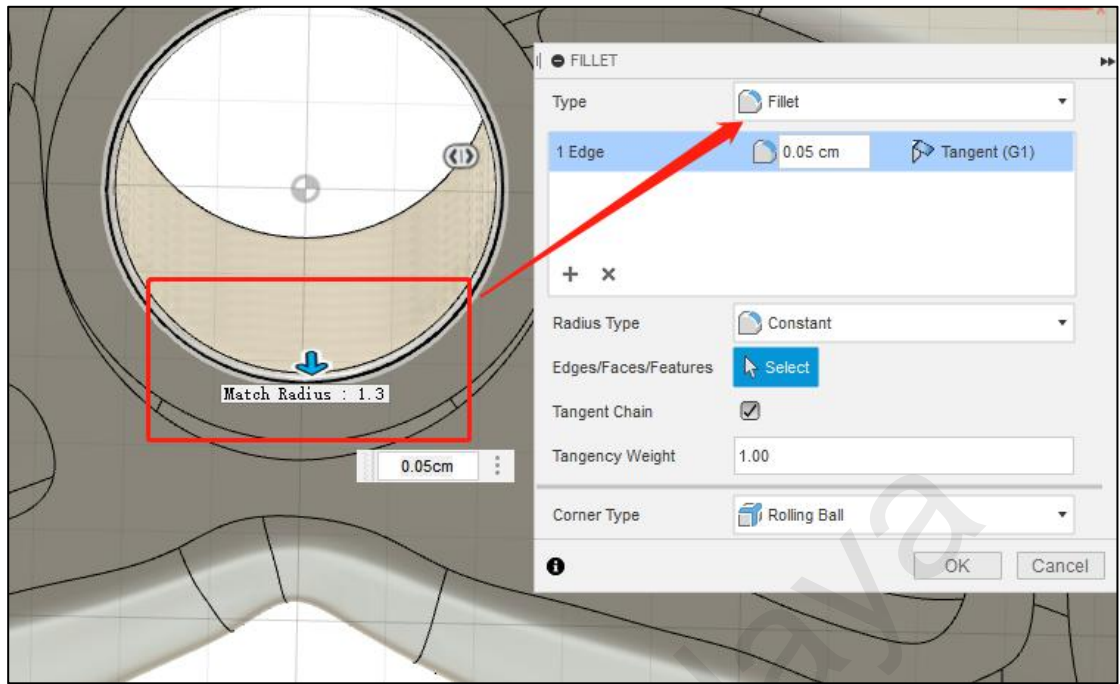 FILLET
Type Fillet
1 Edge 0.05 cm Tangent (G1)
Radius Type Constant
Edges/Faces/Features Select
Tangent Chain
Tangency Weight 1.00
Corner Type Rolling Ball
OK Cancel
Match Radius : 1.3
0.05cm